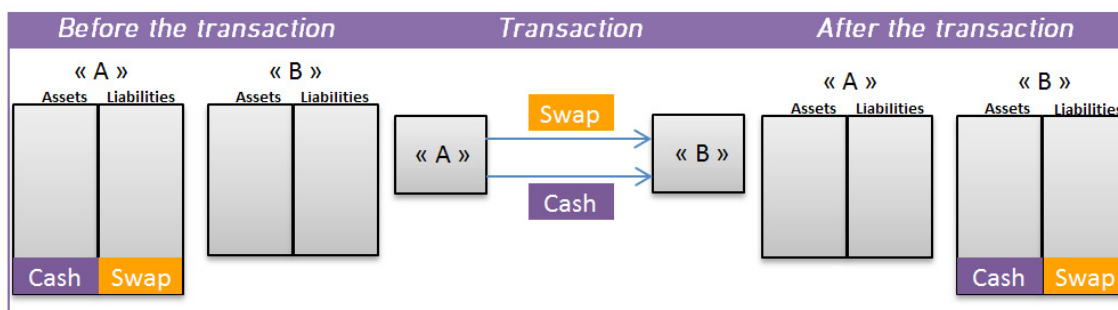 Before the transaction
Transaction
After the transaction
« A »
« B »
Assets Liabilities
Assets Liabilities
Cash
Swap
Swap
« A »
« B »
Cash
« A »
« B »
Assets Liabilities
Assets Liabilities
Cash
Swap